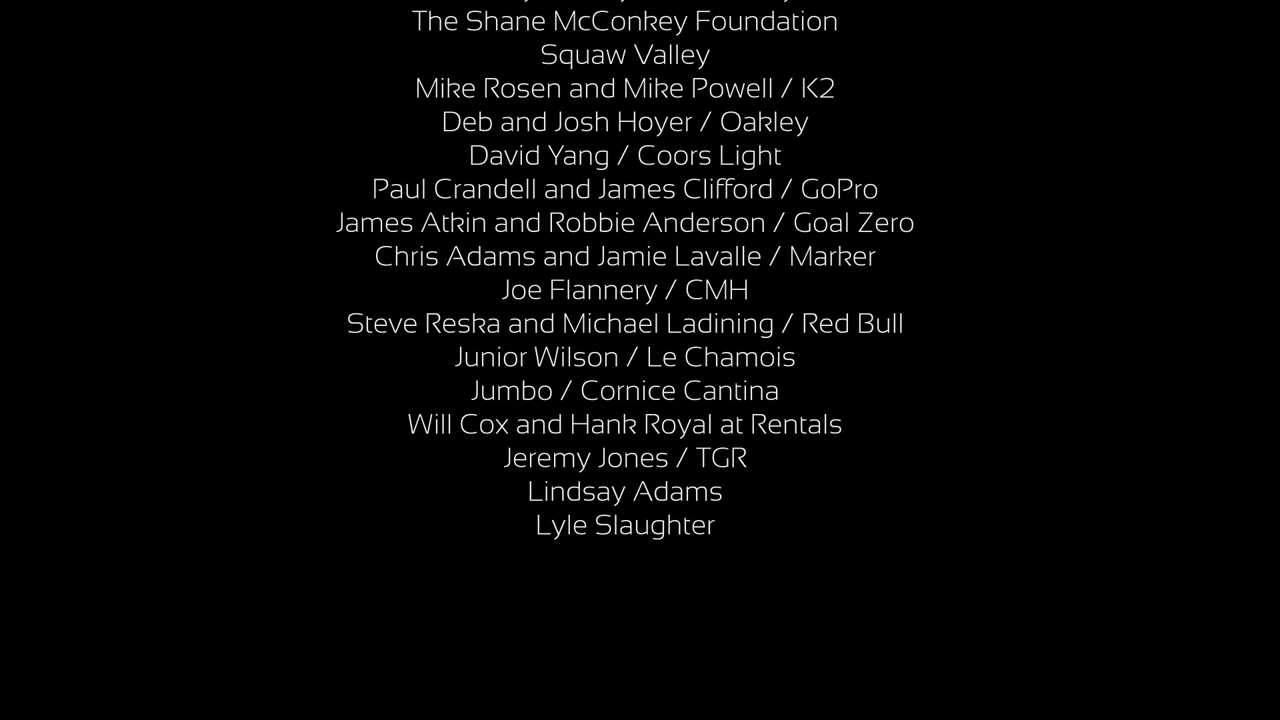 The Shane McConkey Foundation
Squaw Valley
Mike Rosen and Mike Powell / K2
Deb and Josh Hoyer / Oakley
David Yang / Coors Light
Paul Crandell and James Clifford / GoPro
James Atkin and Robbie Anderson / Goal Zero
Chris Adams and Jamie Lavalle / Marker
Joe Flannery / CMH
Steve Reska and Michael Ladining / Red Bull
Junior Wilson / Le Chamois
Jumbo / Cornice Cantina
Will Cox and Hank Royal at Rentals
Jeremy Jones / TGR
Lindsay Adams
Lyle Slaughter